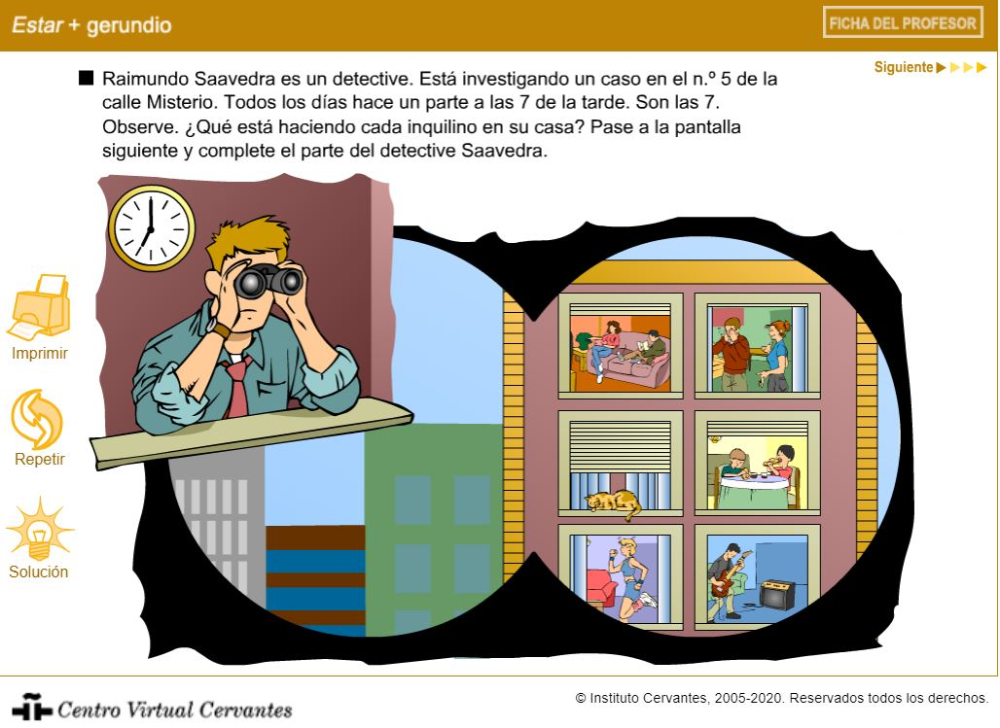 Estar + gerundio
FICHA DEL PROFESOR
Siguiente
Raimundo Saavedra es un detective. Está investigando un caso en el n.º 5 de la
calle Misterio. Todos los días hace un parte a las 7 de la tarde. Son las 7.
Observe. ¿Qué está haciendo cada inquilino en su casa? Pase a la pantalla
siguiente y complete el parte del detective Saavedra.
Imprimir
Repetir
Solución
Centro Virtual Cervantes
© Instituto Cervantes, 2005-2020. Reservados todos los derechos.